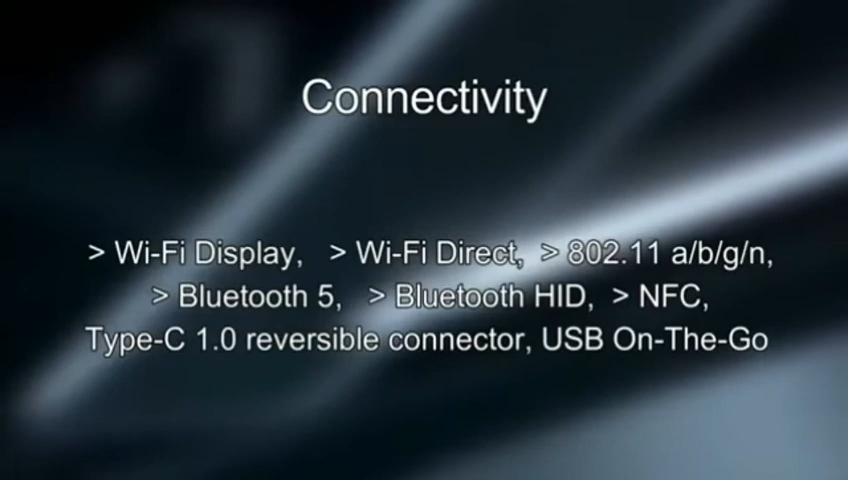 Connectivity
> Wi-Fi Display, > Wi-Fi Direct, > 802.11 a/b/g/n,
> Bluetooth 5, > Bluetooth HID, > NFC,
Type-C 1.0 reversible connector, USB On-The-Go